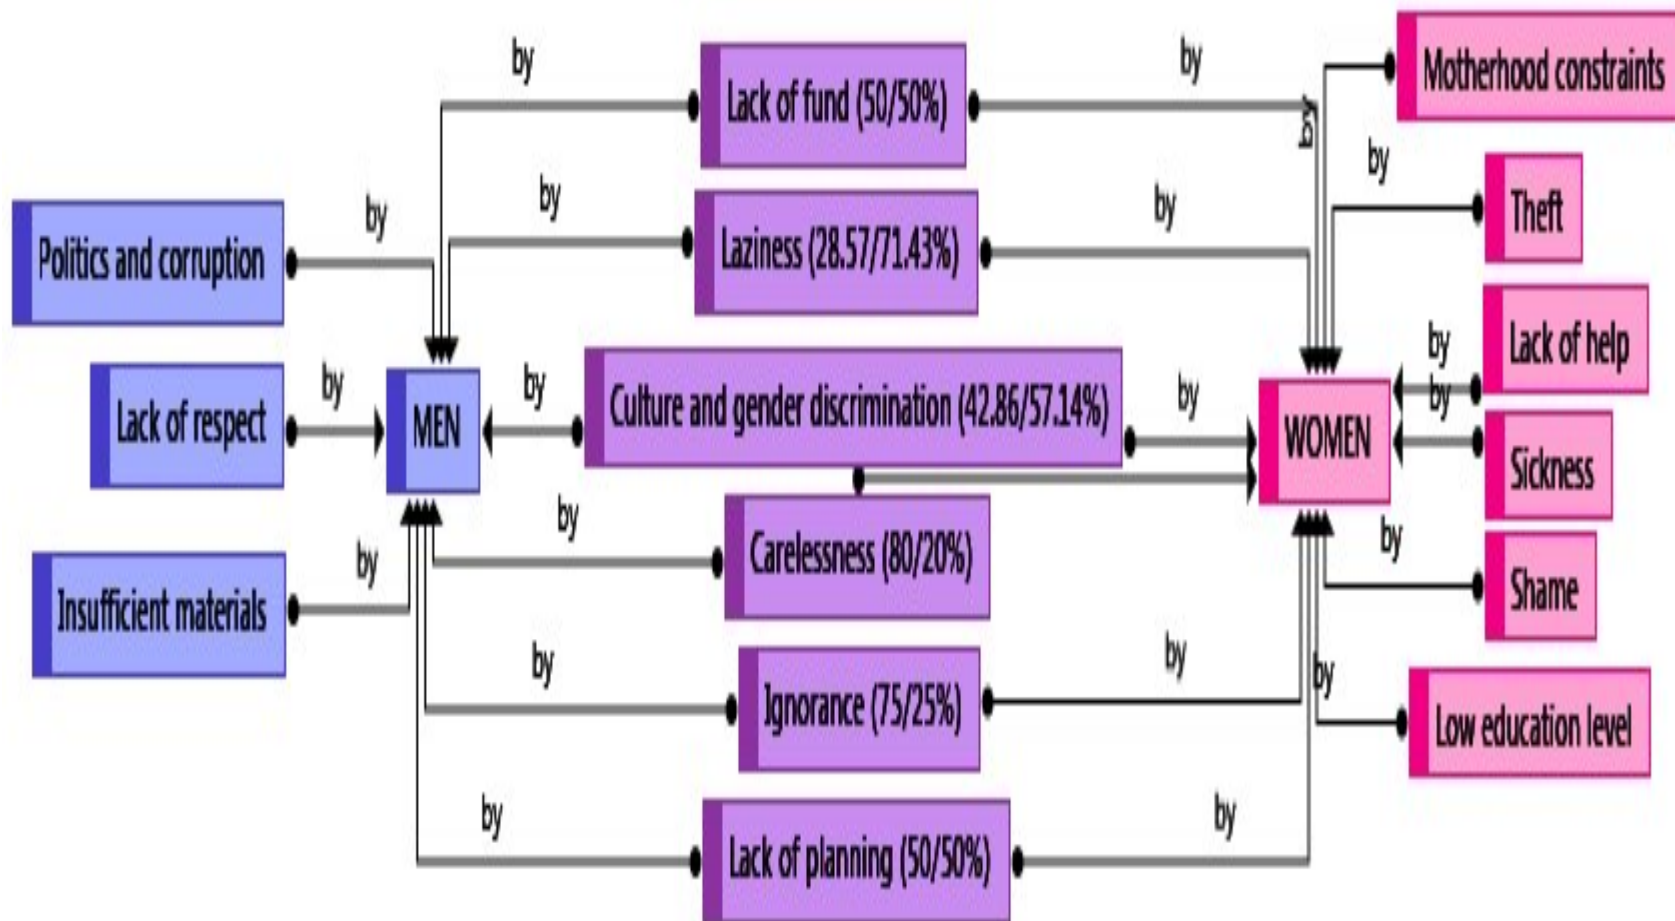 by
by
Motherhood constraints
Lack of fund (50/50%)
by
by
by
by
by
Theft
Politics and corruption
Laziness (28.57/71.43%)
by
Lack of help
by
by
by
by
Culture and gender discrimination (42.86/57.14%)
Lack of respect
MEN
WOMEN
Sickness
by
by
Carelessness (80/20%)
by
Shame
Insufficient materials
by
by
by
Ignorance (75/25%)
Low education level
by
by
Lack of planning (50/50%)